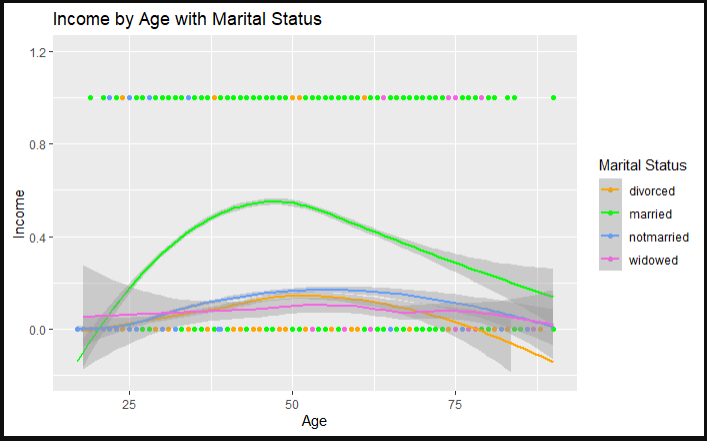 Income by Age with Marital Status
1.2
0.8
0.4
0.0
Income
25 50 75
Age
Marital Status
divorced
married
notmarried
widowed